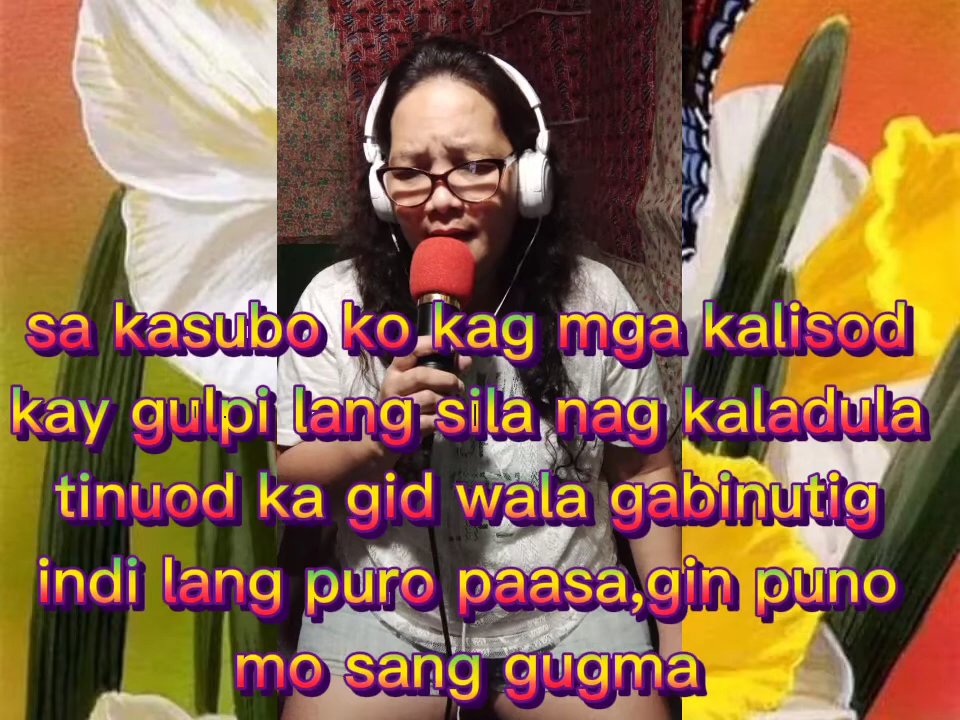 sa kasubo ko kag mga kalisod
kay gulpi lang sila nag kaladula
tinuod ka gid wala gabinutig
indi lang puro paasa,gin puno
mo sang gugma